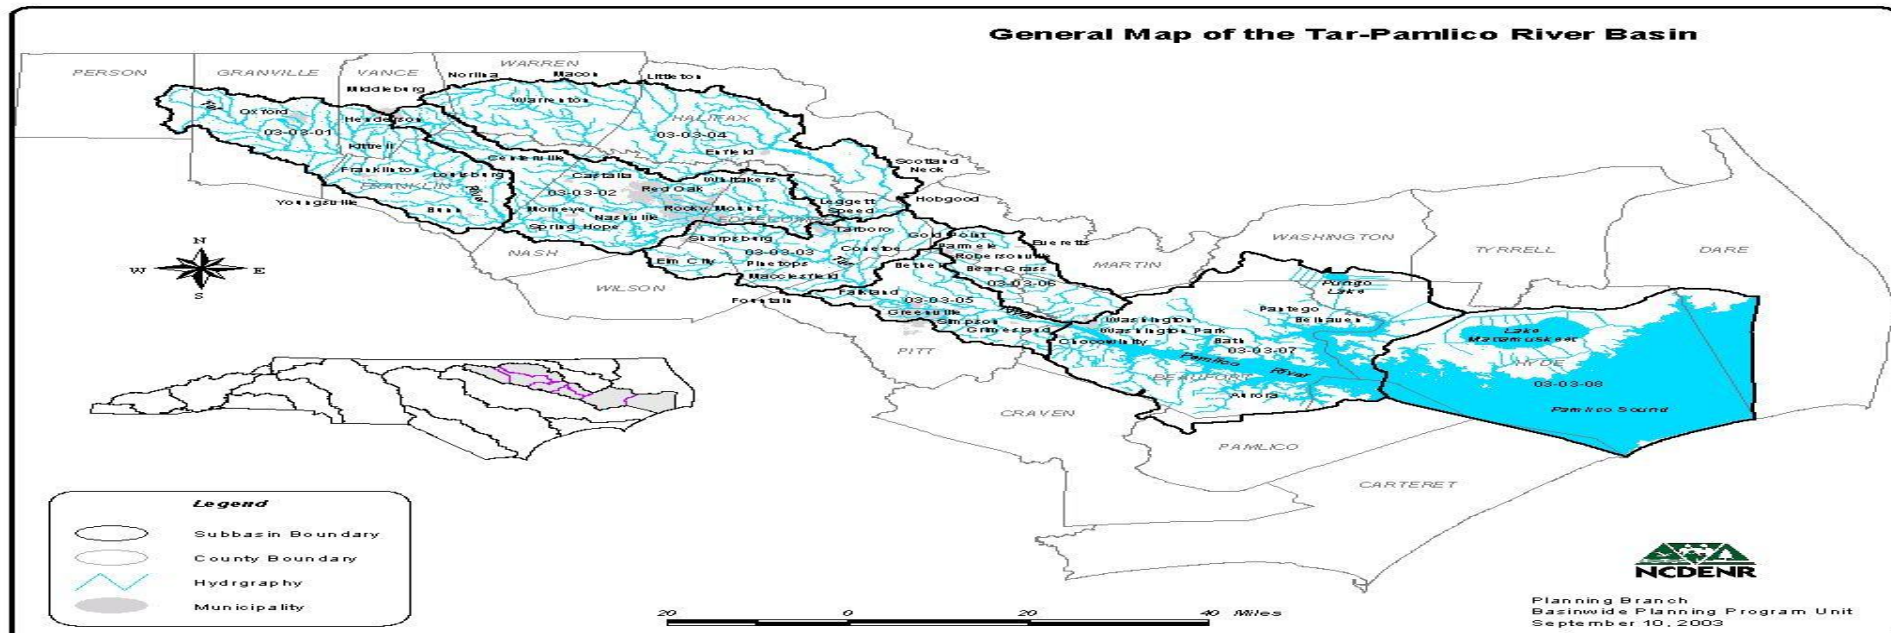 General Map of the Tar-Pamlico River Basin
PERSON
GRANVILLE
VANCE
WARREN
Norlina
Macon
Littleton
Middleburg
Warrenton
Oxford
Henderson
HALIFAX
03-03-01
03-03-04
Kittrell
Centerville
Enfield
Scotland
Neck
Franklinton
Louisburg
Castalia
Whitakers
FRANKLIN
03-03-02
Red Oak
Youngsville
Bunn
Momeyer
Nashville
Rocky Mount
EDGECOMBE
Leggett
Speed
Hobgood
Spring Hope
Sharpsburg
Tarboro
Gold Point
Everetts
NASH
03-03-03
Conetoe
Parmele
Robersonville
WASHINGTON
TYRRELL
DARE
Elm City
Pinetops
Bethel
Bear Grass
MARTIN
Macclesfield
WILSON
03-03-06
Pungo
Lake
Fountain
Falkland
03-03-05
Greenville
Simpson
Grimesland
Washington
Washington Park
Pantego
Belhaven
Chocowinity
Bath
03-03-07
Lake
Mattamuskeet
PITT
Pamlico
River
HYDE
BEAUFORT
03-03-08
Aurora
Pamlico Sound
CRAVEN
PAMLICO
CARTERET
N
W
E
S
Legend
Subbasin Boundary
County Boundary
Hydrgraphy
Municipality
20 0 20 40 Miles
NCDENR
Planning Branch
Basinwide Planning Program Unit
September 10, 2003